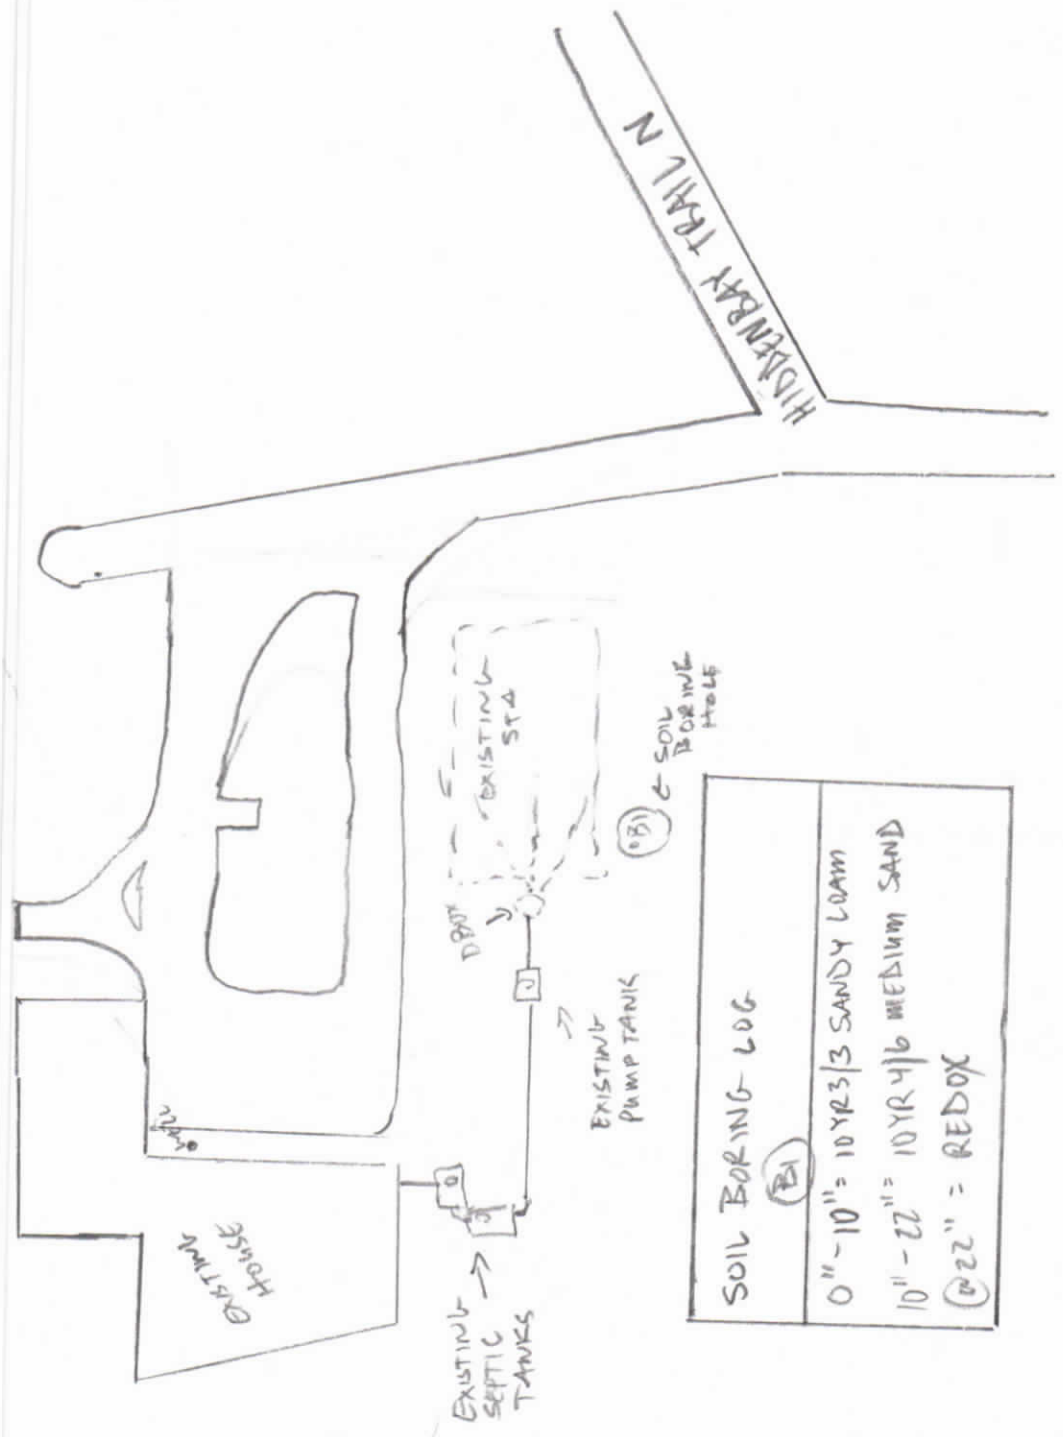 HIDDENBAY TRAIL N
EXISTING
STA
DBOX
B1
← SOIL
BORING
HOLE
EXISTING
PUMP TANK
WELL
EXISTING
HOUSE
EXISTING
SEPTIC
TANKS
SOIL BORING LOG
B1
0"-10" = 10YR3/3 SANDY LOAM
10"-22" = 10YR4/6 MEDIUM SAND
@22" = REDOX